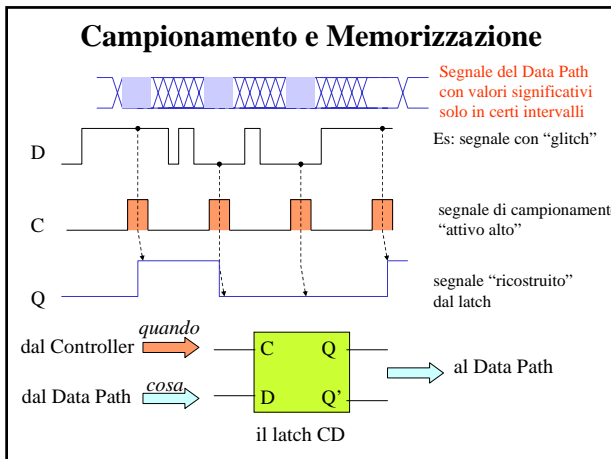 Campionamento e Memorizzazione
Segnale del Data Path
con valori significativi
solo in certi intervalli
Es: segnale con “glitch”
D
segnale di campionamento
“attivo alto”
C
segnale “ricostruito”
dal latch
Q
quando
dal Controller
C Q
al Data Path
cosa
dal Data Path
D Q’
il latch CD